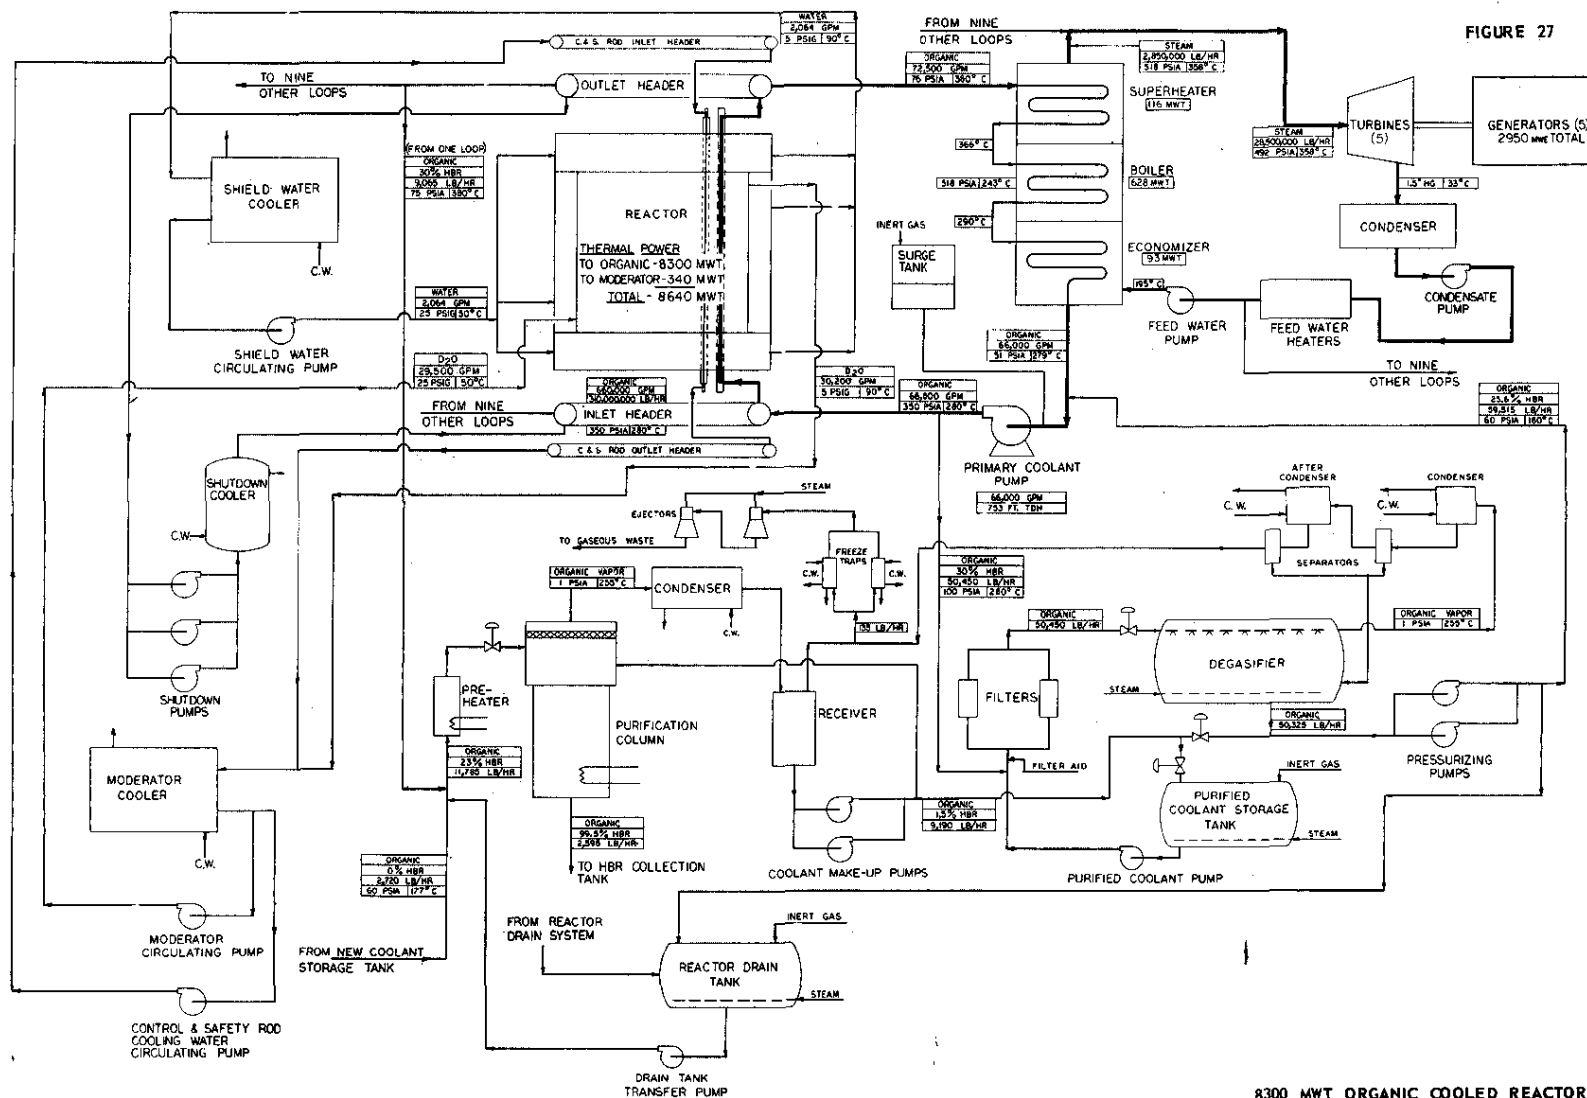 FIGURE 27
WATER
2,064 GPM
5 PSIG 90° C
C. & S. ROD INLET HEADER
TO NINE
OTHER LOOPS
OUTLET HEADER
FROM NINE
OTHER LOOPS
ORGANIC
72,500 GPM
76 PSIA 380° C
STEAM
2,850,000 LB/HR
518 PSIA 358° C
SUPERHEATER
116 MWT
366° C
BOILER
628 MWT
518 PSIA 243° C
290° C
ECONOMIZER
93 MWT
195° C
STEAM
28,500,000 LB/HR
492 PSIA 358° C
TURBINES
(5)
GENERATORS (5)
2950 MWE TOTAL
1.5" HG 33° C
CONDENSER
CONDENSATE
PUMP
FEED WATER
PUMP
FEED WATER
HEATERS
TO NINE
OTHER LOOPS
(FROM ONE LOOP)
ORGANIC
30% HBR
9,065 LB/HR
75 PSIA 380° C
SHIELD WATER
COOLER
C.W.
REACTOR
THERMAL POWER
TO ORGANIC - 8300 MWT
TO MODERATOR - 340 MWT
TOTAL - 8640 MWT
INERT GAS
SURGE
TANK
WATER
2,064 GPM
25 PSIG 50° C
SHIELD WATER
CIRCULATING PUMP
D2O
29,500 GPM
25 PSIG 50° C
ORGANIC
660,000 GPM
310,000,000 LB/HR
FROM NINE
OTHER LOOPS
INLET HEADER
350 PSIA 280° C
D2O
30,200 GPM
5 PSIG 90° C
ORGANIC
66,000 GPM
350 PSIA 280° C
ORGANIC
66,000 GPM
51 PSIA 279° C
ORGANIC
25.6% HBR
59,515 LB/HR
60 PSIA 160° C
C & S. ROD OUTLET HEADER
PRIMARY COOLANT
PUMP
66,000 GPM
753 FT. TDH
SHUTDOWN
COOLER
C.W.
SHUTDOWN
PUMPS
STEAM
EJECTORS
TO GASEOUS WASTE
FREEZE
TRAPS
C.W.
C.W.
AFTER
CONDENSER
CONDENSER
C. W.
C. W.
SEPARATORS
ORGANIC VAPOR
1 PSIA 255° C
CONDENSER
C.W.
ORGANIC
30% HBR
50,450 LB/HR
100 PSIA 280° C
ORGANIC
50,450 LB/HR
ORGANIC VAPOR
1 PSIA 255° C
DEGASIFIER
STEAM
FILTERS
FILTER AID
ORGANIC
50,325 LB/HR
PRESSURIZING
PUMPS
PRE-
HEATER
PURIFICATION
COLUMN
RECEIVER
ORGANIC
23% HBR
11,785 LB/HR
ORGANIC
99.5% HBR
2,595 LB/HR
TO HBR COLLECTION
TANK
ORGANIC
1.5% HBR
9,190 LB/HR
COOLANT MAKE-UP PUMPS
PURIFIED
COOLANT STORAGE
TANK
INERT GAS
STEAM
PURIFIED COOLANT PUMP
MODERATOR
COOLER
C.W.
MODERATOR
CIRCULATING PUMP
ORGANIC
0% HBR
2,720 LB/HR
60 PSIA 177° C
FROM NEW COOLANT
STORAGE TANK
FROM REACTOR
DRAIN SYSTEM
INERT GAS
REACTOR DRAIN
TANK
STEAM
CONTROL & SAFETY ROD
COOLING WATER
CIRCULATING PUMP
DRAIN TANK
TRANSFER PUMP
8300 MWT ORGANIC COOLED REACTOR